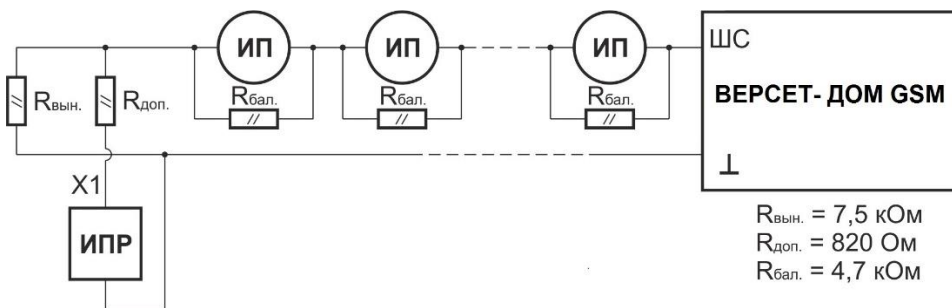 ИП ИП ИП ШС
Rвын. Rдоп. Rбал. Rбал. Rбал. ВЕРСЕТ- ДОМ GSM
⊥
X1
ИПР
Rвын. = 7,5 кОм
Rдоп. = 820 Ом
Rбал. = 4,7 кОм